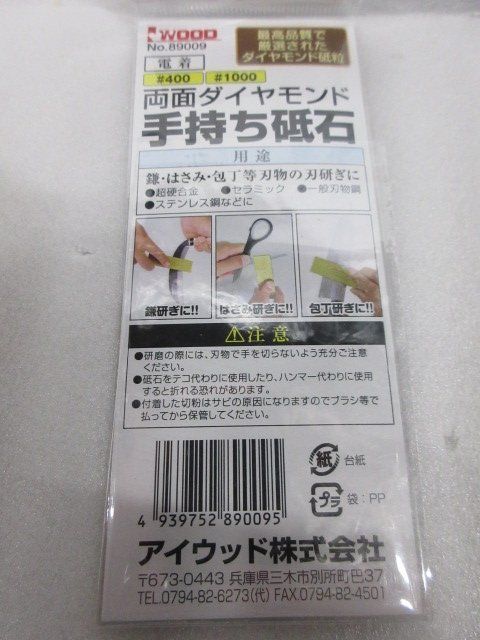 iWOOD
No.89009
最高品質で
厳選された
ダイヤモンド砥粒
電着
#400 #1000
両面ダイヤモンド
手持ち砥石
用途
鎌・はさみ・包丁等刃物の刃研ぎに
●超硬合金 ●セラミック ●一般刃物鋼
●ステンレス鋼などに
鎌研ぎに!! はさみ研ぎに!! 包丁研ぎに!!
⚠注意
●研磨の際には、刃物で手を切らないよう充分ご注意
ください。
●砥石をテコ代わりに使用したり、ハンマー代わりに使用
すると折れる恐れがあります。
●付着した切粉はサビの原因になりますのでブラシ等で
払ってから保管してください。
紙 台紙
プラ 袋:PP
4 939752 890095
アイウッド株式会社
〒673-0443 兵庫県三木市別所町巴37
TEL.0794-82-6273(代) FAX.0794-82-4501